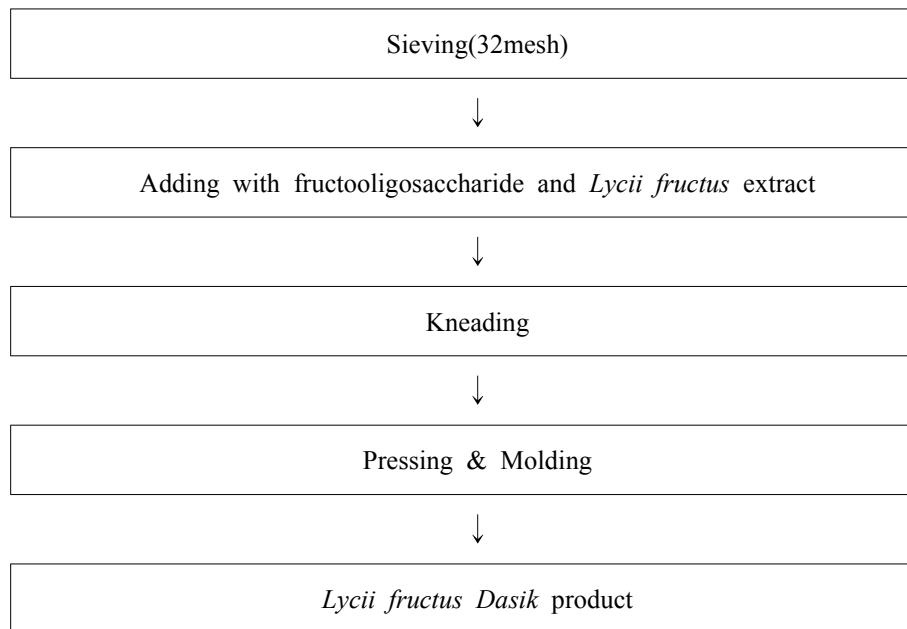 Sieving(32mesh)
↓
Adding with fructooligosaccharide and Lycii fructus extract
↓
Kneading
↓
Pressing & Molding
↓
Lycii fructus Dasik product